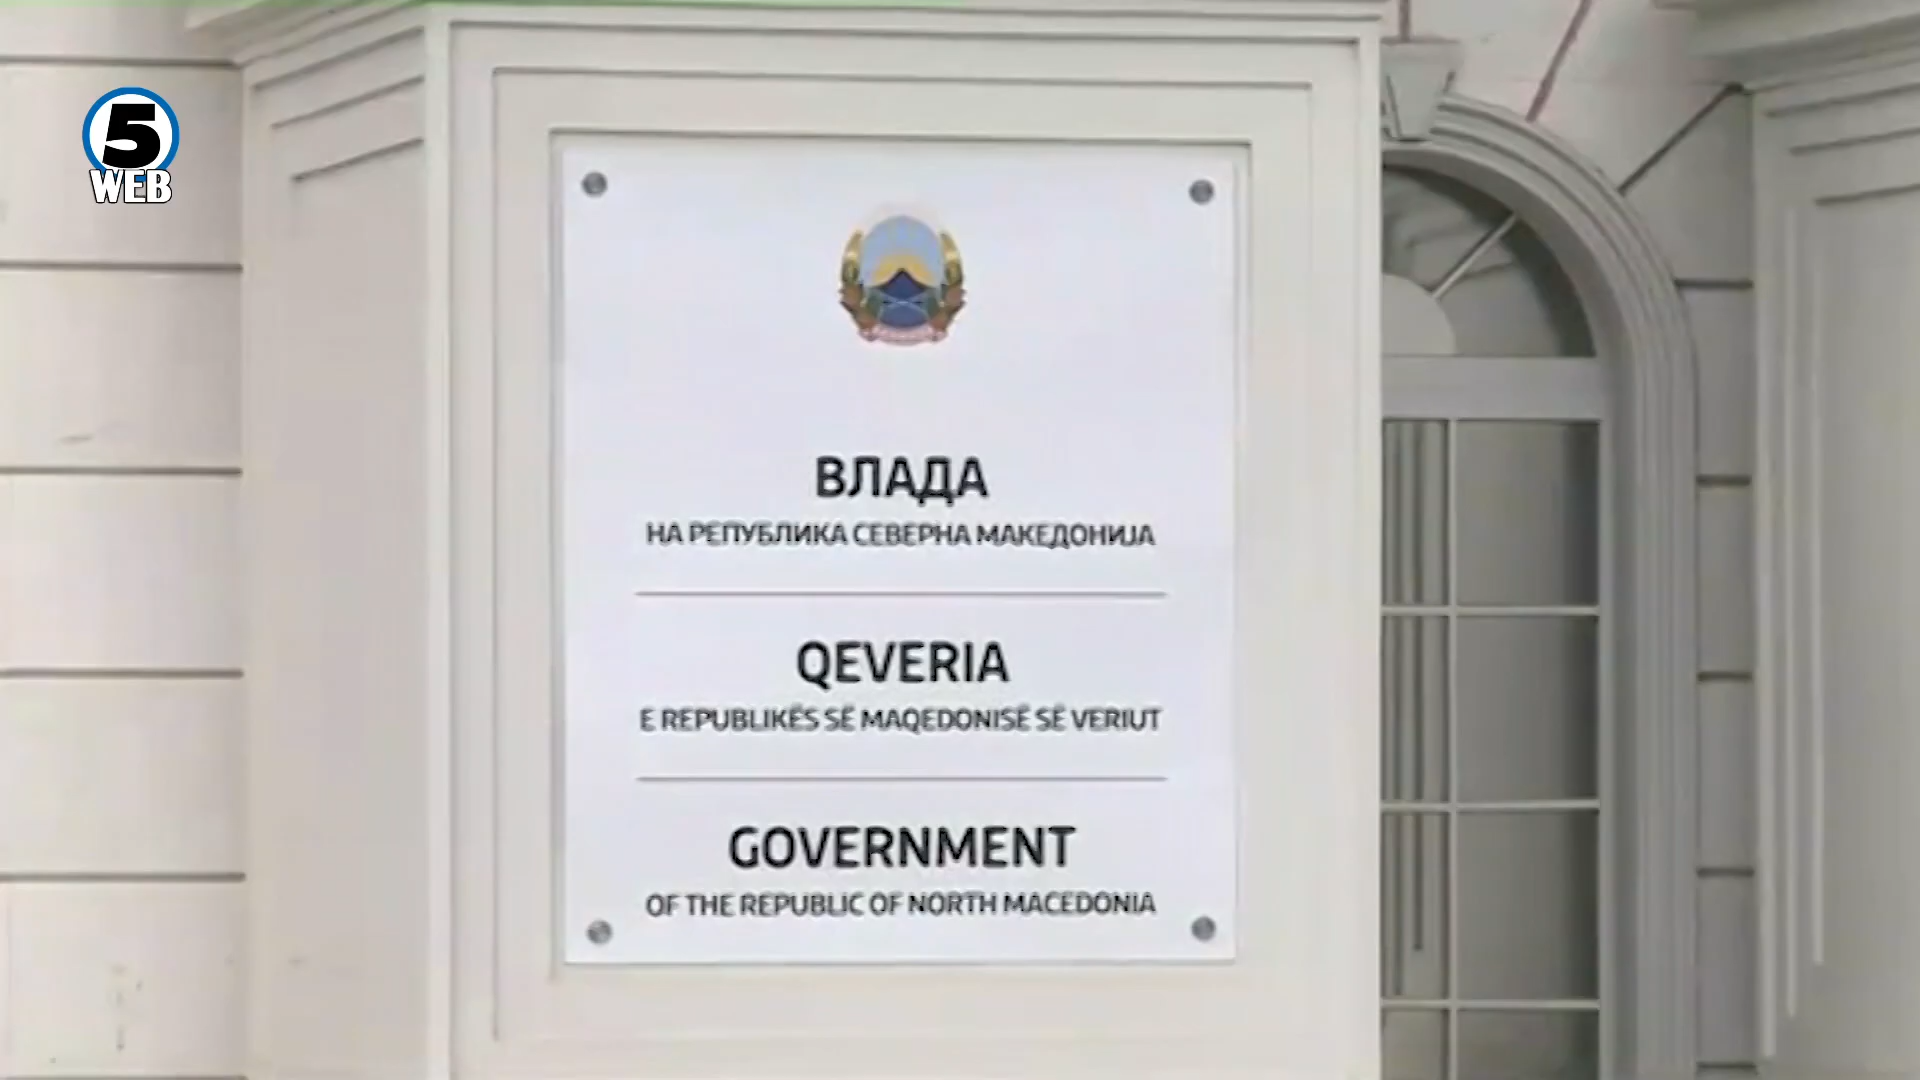 5
WEB
ВЛАДА
НА РЕПУБЛИКА СЕВЕРНА МАКЕДОНИЈА
QEVERIA
E REPUBLIKËS SË MAQEDONISË SË VERIUT
GOVERNMENT
OF THE REPUBLIC OF NORTH MACEDONIA